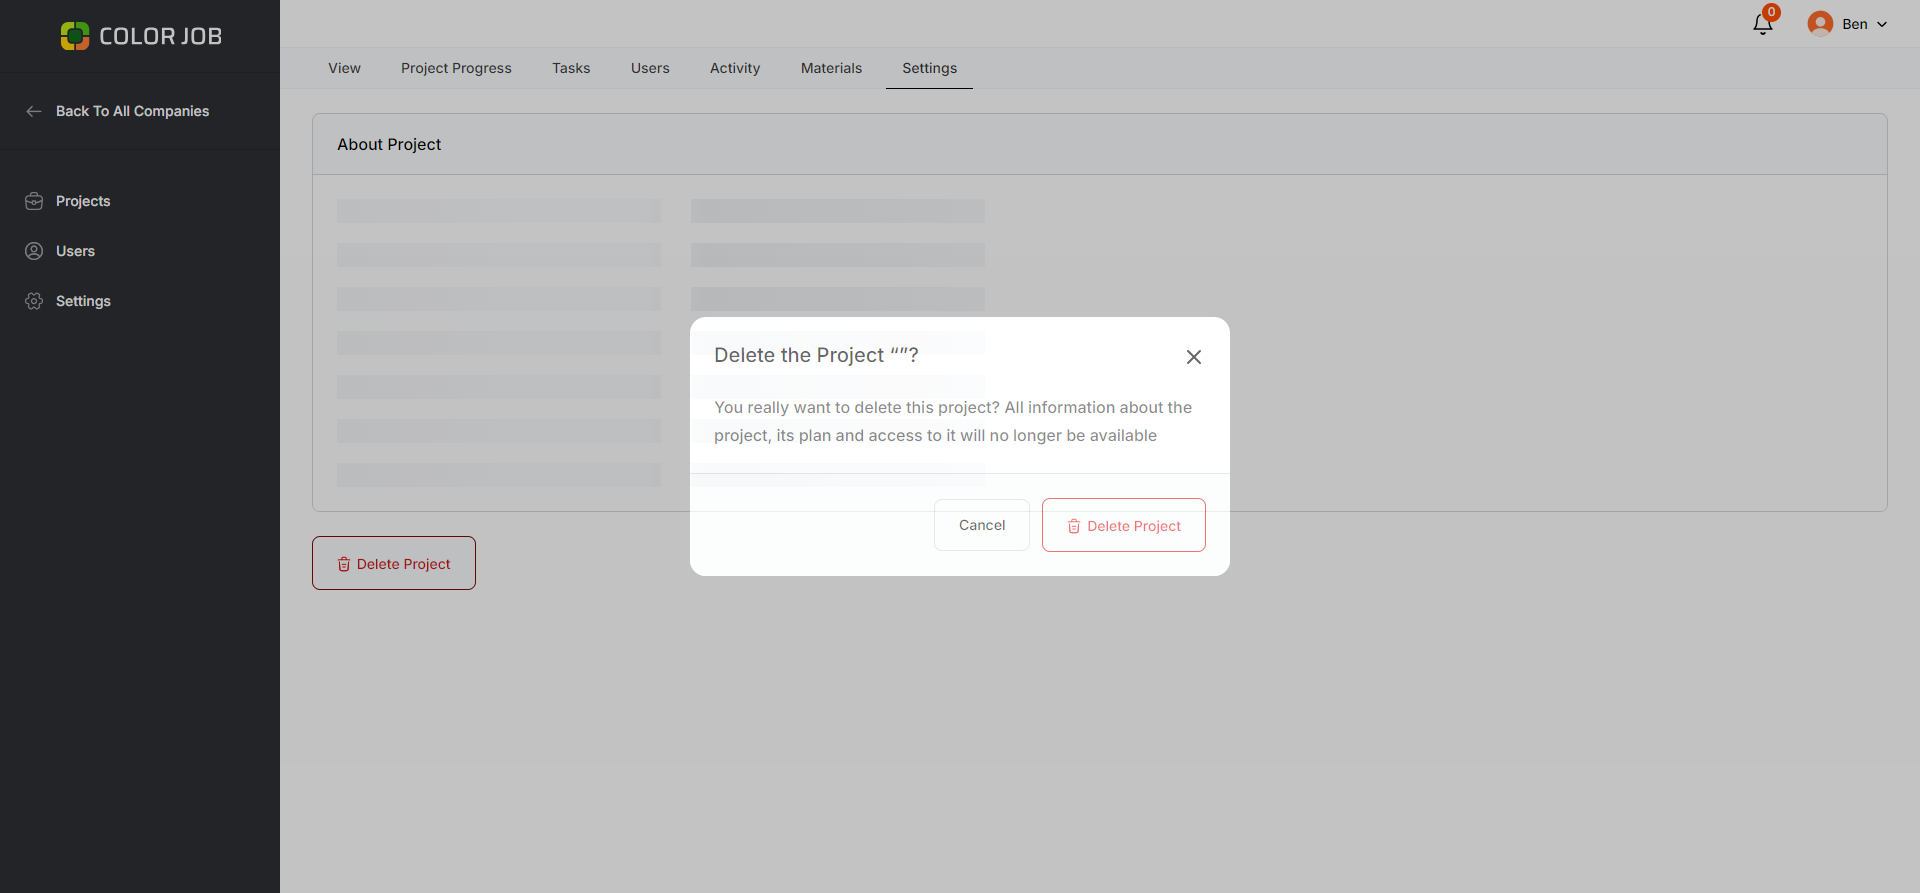 COLOR JOB
0
Ben
Back To All Companies
Projects
Users
Settings
View
Project Progress
Tasks
Users
Activity
Materials
Settings
About Project
Delete Project
Delete the Project “”?
You really want to delete this project? All information about the
project, its plan and access to it will no longer be available
Cancel
Delete Project